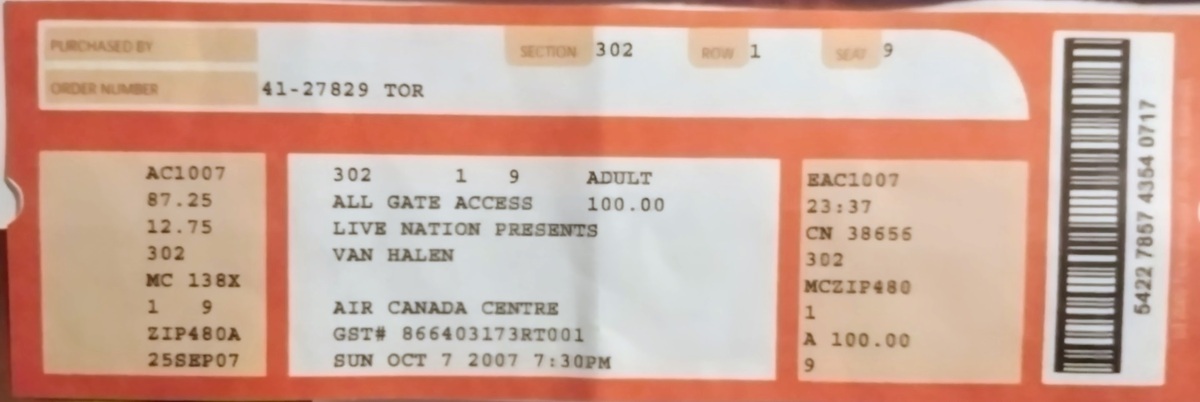 PURCHASED BY
SECTION 302 ROW 1 SEAT 9
ORDER NUMBER 41-27829 TOR
AC1007
87.25
12.75
302
MC 138X
1 9
ZIP480A
25SEP07
302 1 9 ADULT
ALL GATE ACCESS 100.00
LIVE NATION PRESENTS
VAN HALEN
AIR CANADA CENTRE
GST# 866403173RT001
SUN OCT 7 2007 7:30PM
EAC1007
23:37
CN 38656
302
MCZIP480
1
A 100.00
9
5422 7857 4354 0717